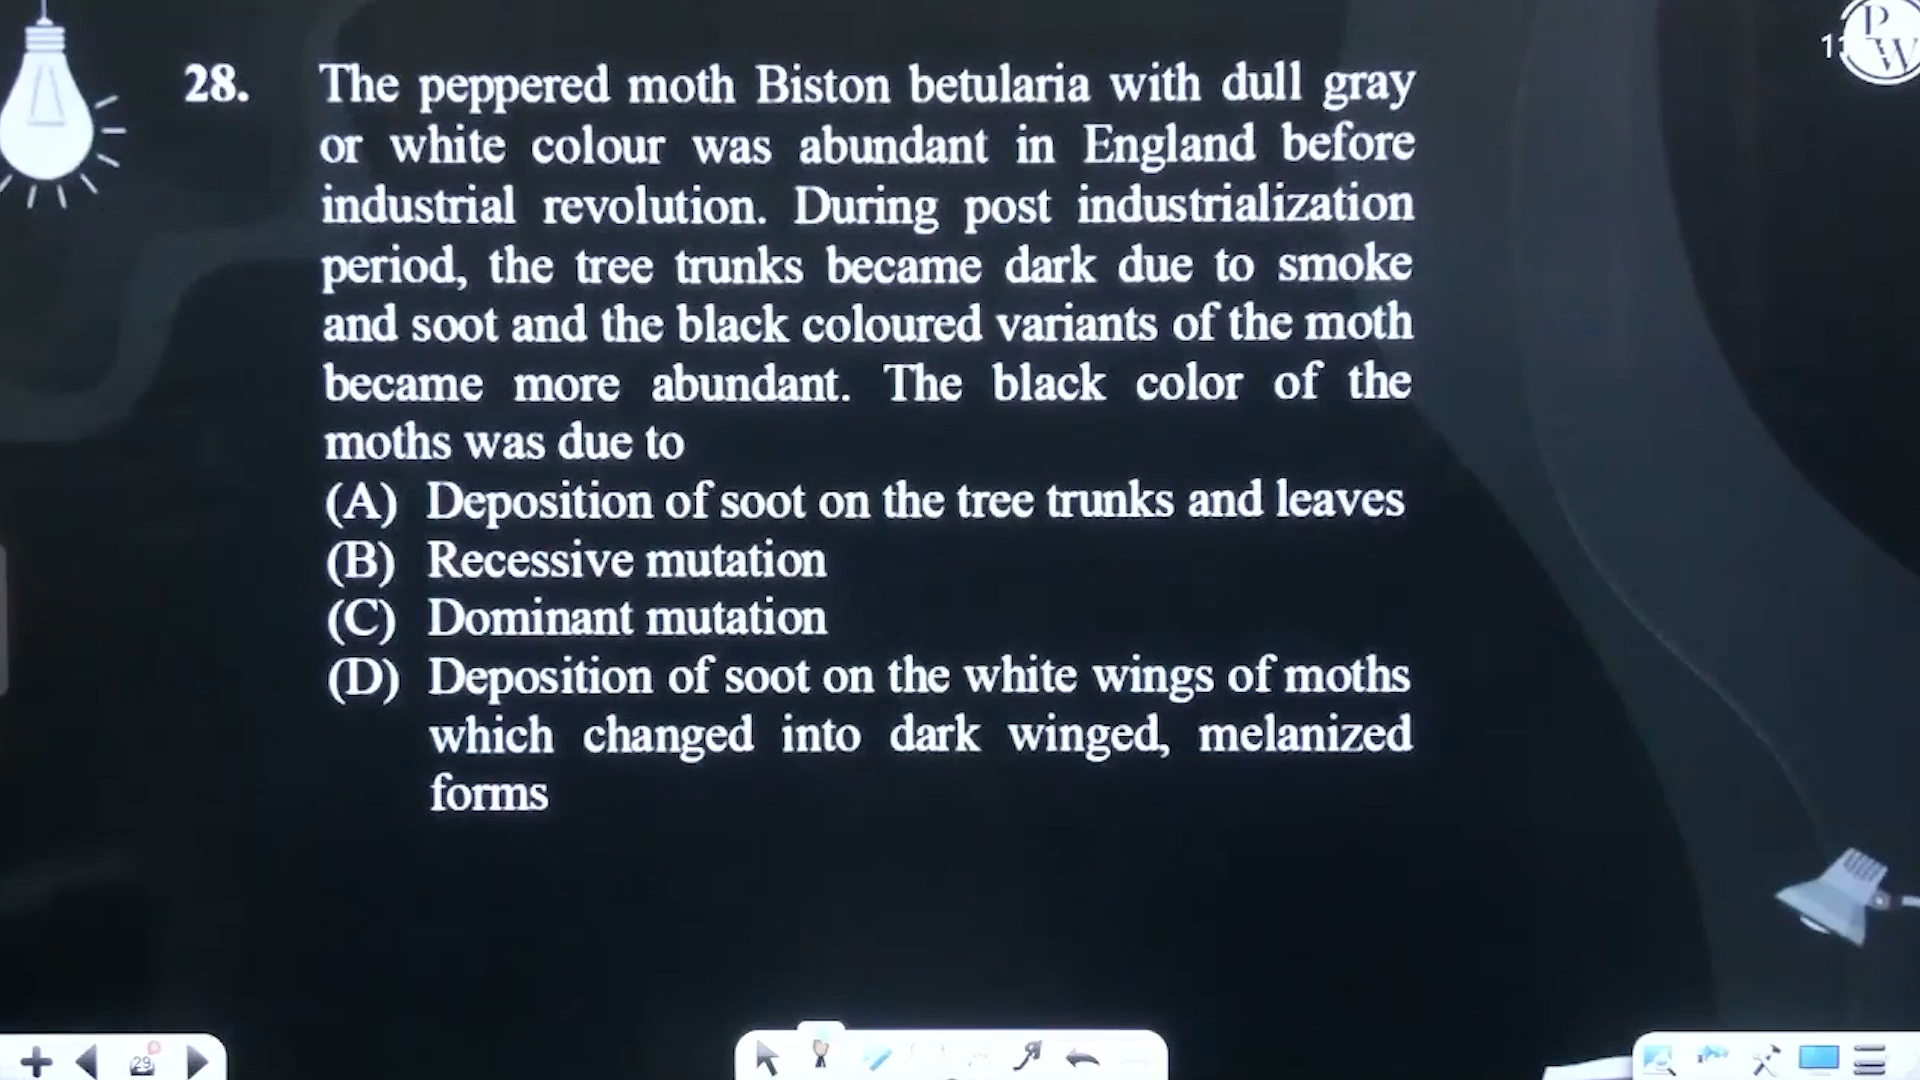 28. The peppered moth Biston betularia with dull gray
or white colour was abundant in England before
industrial revolution. During post industrialization
period, the tree trunks became dark due to smoke
and soot and the black coloured variants of the moth
became more abundant. The black color of the
moths was due to
(A) Deposition of soot on the tree trunks and leaves
(B) Recessive mutation
(C) Dominant mutation
(D) Deposition of soot on the white wings of moths
which changed into dark winged, melanized
forms
PW
29